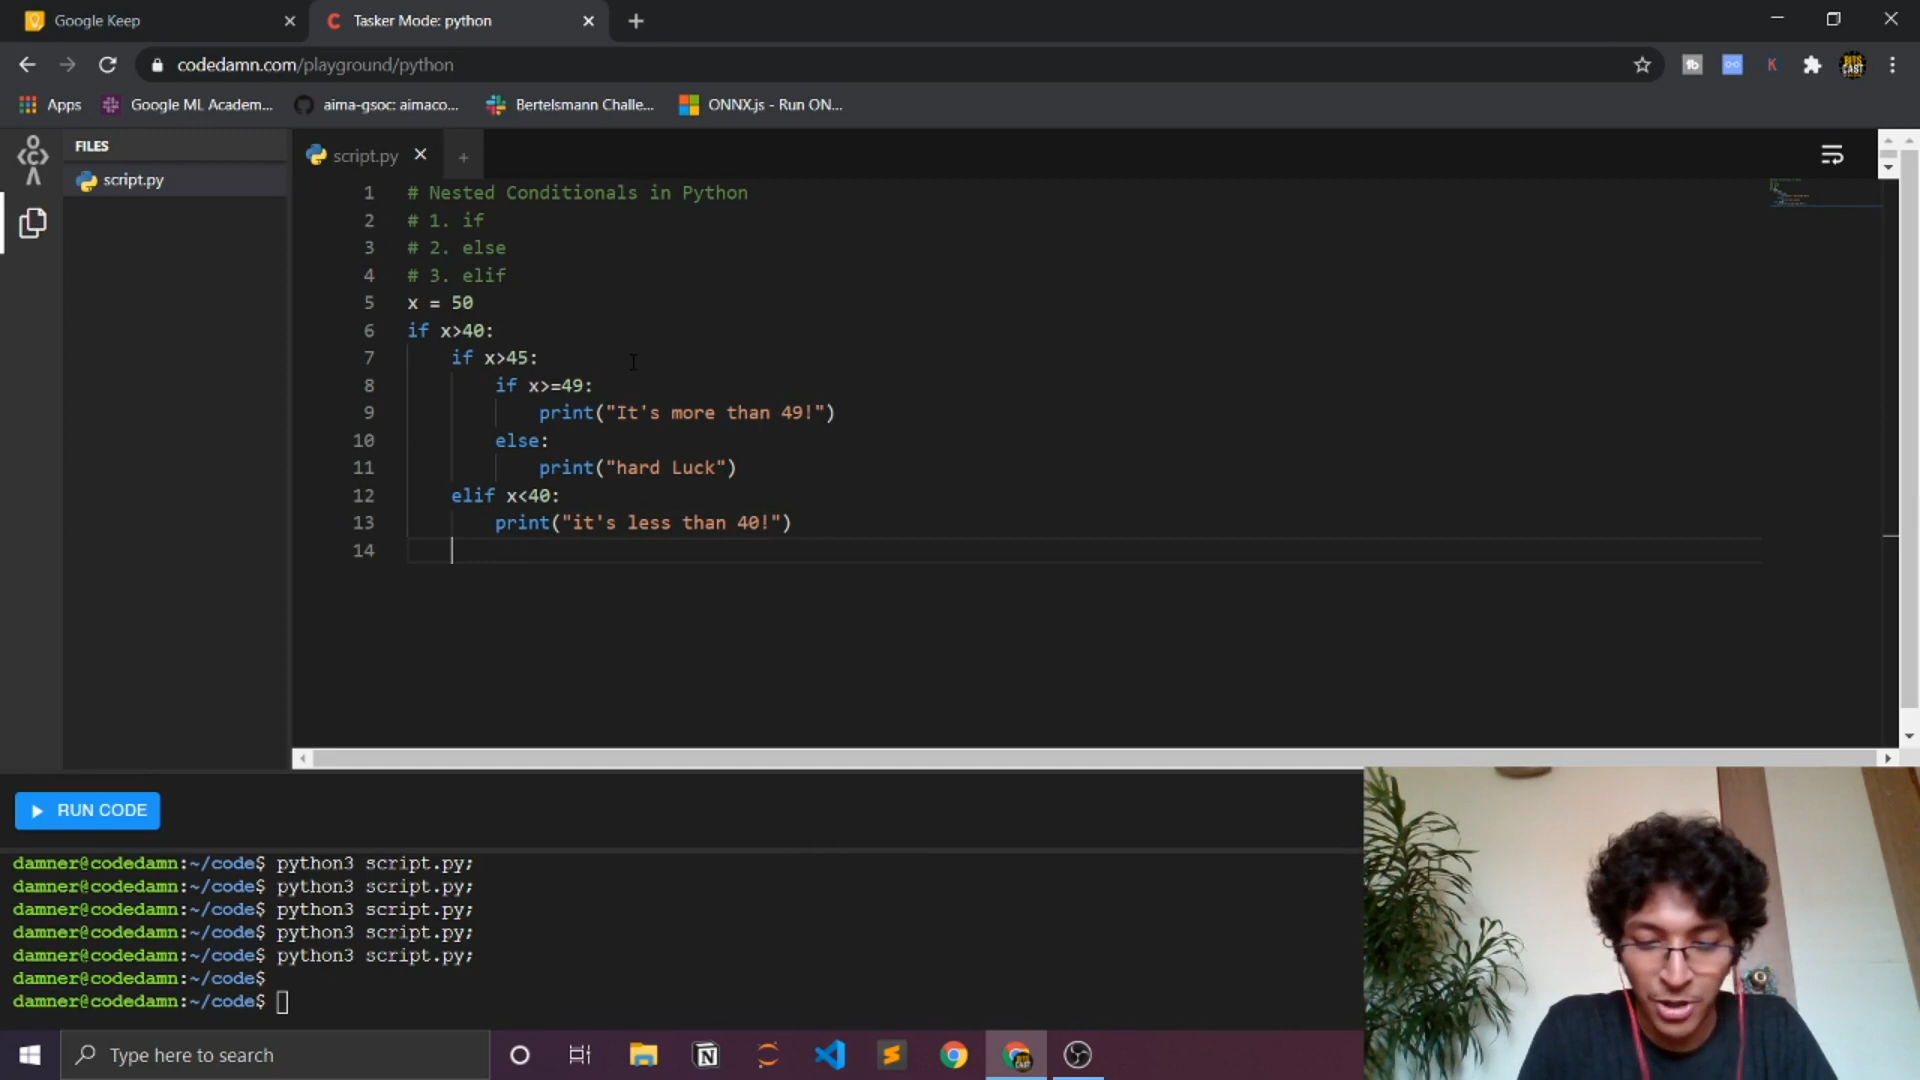 Google Keep
Tasker Mode: python
codedamn.com/playground/python
Apps
Google ML Academ...
aima-gsoc: aimaco...
Bertelsmann Challe...
ONNX.js - Run ON...
FILES
script.py
script.py
1 # Nested Conditionals in Python
2 # 1. if
3 # 2. else
4 # 3. elif
5 x = 50
6 if x>40:
7 if x>45:
8 if x>=49:
9 print("It's more than 49!")
10 else:
11 print("hard Luck")
12 elif x<40:
13 print("it's less than 40!")
14
RUN CODE
damner@codedamn:~/code$ python3 script.py;
damner@codedamn:~/code$ python3 script.py;
damner@codedamn:~/code$ python3 script.py;
damner@codedamn:~/code$ python3 script.py;
damner@codedamn:~/code$ python3 script.py;
damner@codedamn:~/code$
damner@codedamn:~/code$
Type here to search